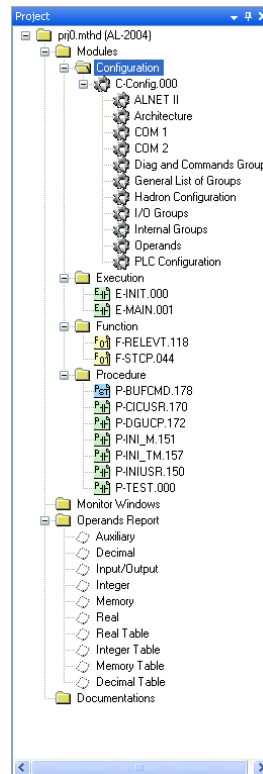 Project
prj0.mthd (AL-2004)
Modules
Configuration
C-Config.000
ALNET II
Architecture
COM 1
COM 2
Diag and Commands Group
General List of Groups
Hadron Configuration
I/O Groups
Internal Groups
Operands
PLC Configuration
Execution
E-INIT.000
E-MAIN.001
Function
F-RELEVT.118
F-STCP.044
Procedure
P-BUFCMD.178
P-CICUSR.170
P-DGUCP.172
P-INI_M.151
P-INI_TM.157
P-INIUSR.150
P-TEST.000
Monitor Windows
Operands Report
Auxiliary
Decimal
Input/Output
Integer
Memory
Real
Real Table
Integer Table
Memory Table
Decimal Table
Documentations